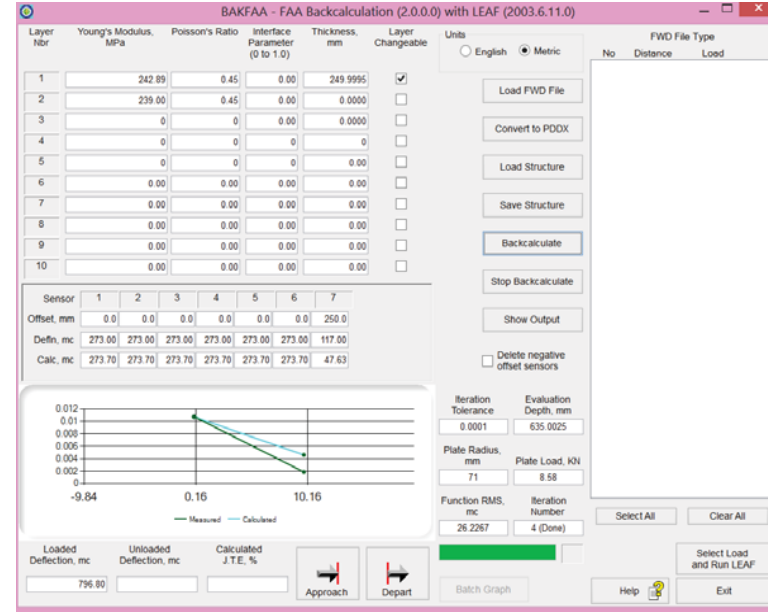 BAKFAA - FAA Backcalculation (2.0.0.0) with LEAF (2003.6.11.0)
Layer Nbr Young's Modulus, MPa Poisson's Ratio Interface Parameter (0 to 1.0) Thickness, mm Layer Changeable
1 242.89 0.45 0.00 249.9995
2 239.00 0.45 0.00 0.0000
3 0 0 0.00 0.0000
4 0 0 0 0
5 0 0 0 0.00
6 0.00 0.00 0.00 0.00
7 0.00 0.00 0.00 0.00
8 0.00 0.00 0.00 0.00
9 0.00 0.00 0.00 0.00
10 0.00 0.00 0.00 0.00
Sensor 1 2 3 4 5 6 7
Offset, mm 0.0 0.0 0.0 0.0 0.0 0.0 250.0
Defln, mc 273.00 273.00 273.00 273.00 273.00 273.00 117.00
Calc, mc 273.70 273.70 273.70 273.70 273.70 273.70 47.63
0.012
0.01
0.008
0.006
0.004
0.002
0
-9.84 0.16 10.16
Measured Calculated
Loaded Deflection, mc Unloaded Deflection, mc Calculated J.T.E, %
796.80
Approach Depart
Units
English Metric
Load FWD File
Convert to PDDX
Load Structure
Save Structure
Backcalculate
Stop Backcalculate
Show Output
Delete negative offset sensors
Iteration Tolerance Evaluation Depth, mm
0.0001 635.0025
Plate Radius, mm Plate Load, KN
71 8.58
Function RMS, mc Iteration Number
26.2267 4 (Done)
Batch Graph
FWD File Type
No Distance Load
Select All Clear All
Select Load and Run LEAF
Help Exit